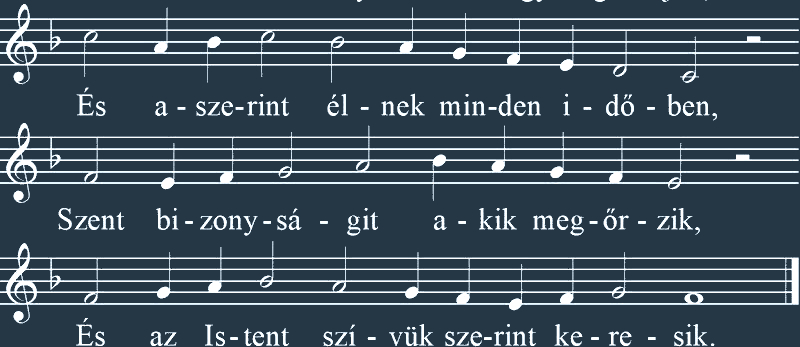 És a - sze-rint él - nek min-den i - dő - ben,
Szent bi - zony - sá - git a - kik meg - őr - zik,
És az Is - tent szí - vük sze-rint ke - re - sik.